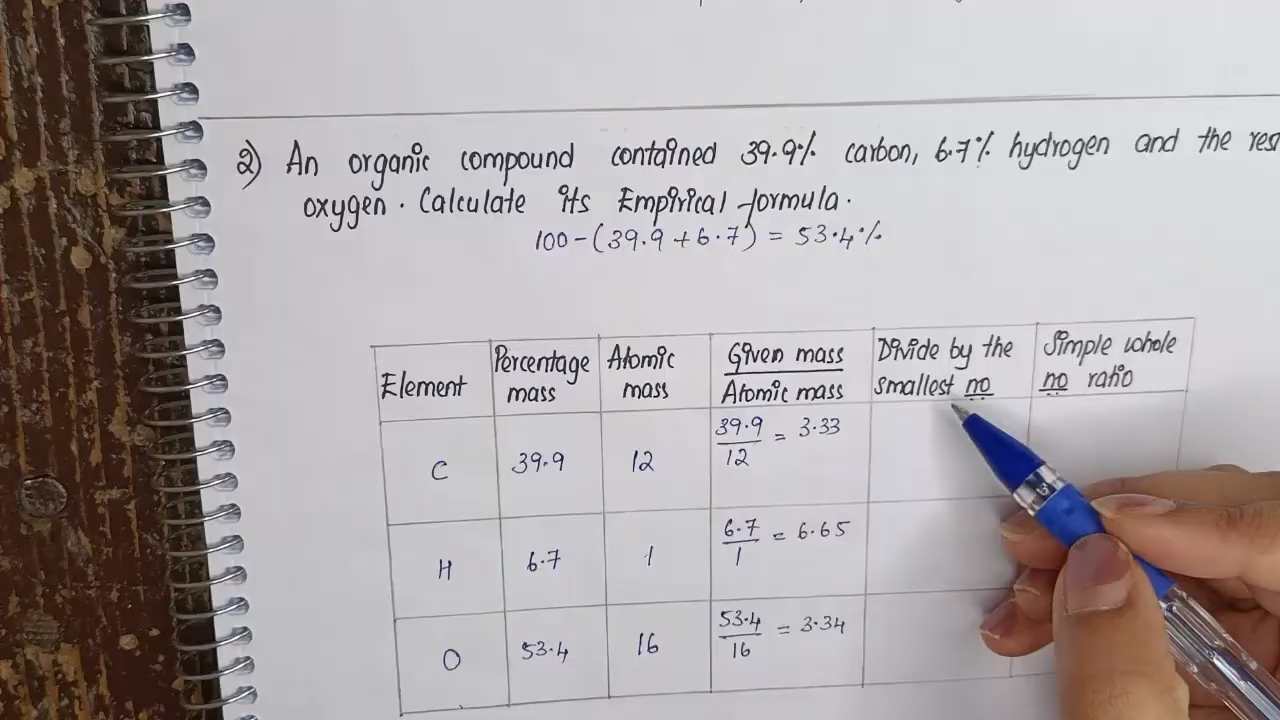 2) An organic compound contained 39.9% carbon, 6.7% hydrogen and the res
oxygen. Calculate its Empirical formula.
100-(39.9+6.7) = 53.4%
Element Percentage mass Atomic mass Given mass / Atomic mass Divide by the smallest no Simple whole no ratio
C 39.9 12 39.9/12 = 3.33
H 6.7 1 6.7/1 = 6.65
O 53.4 16 53.4/16 = 3.34